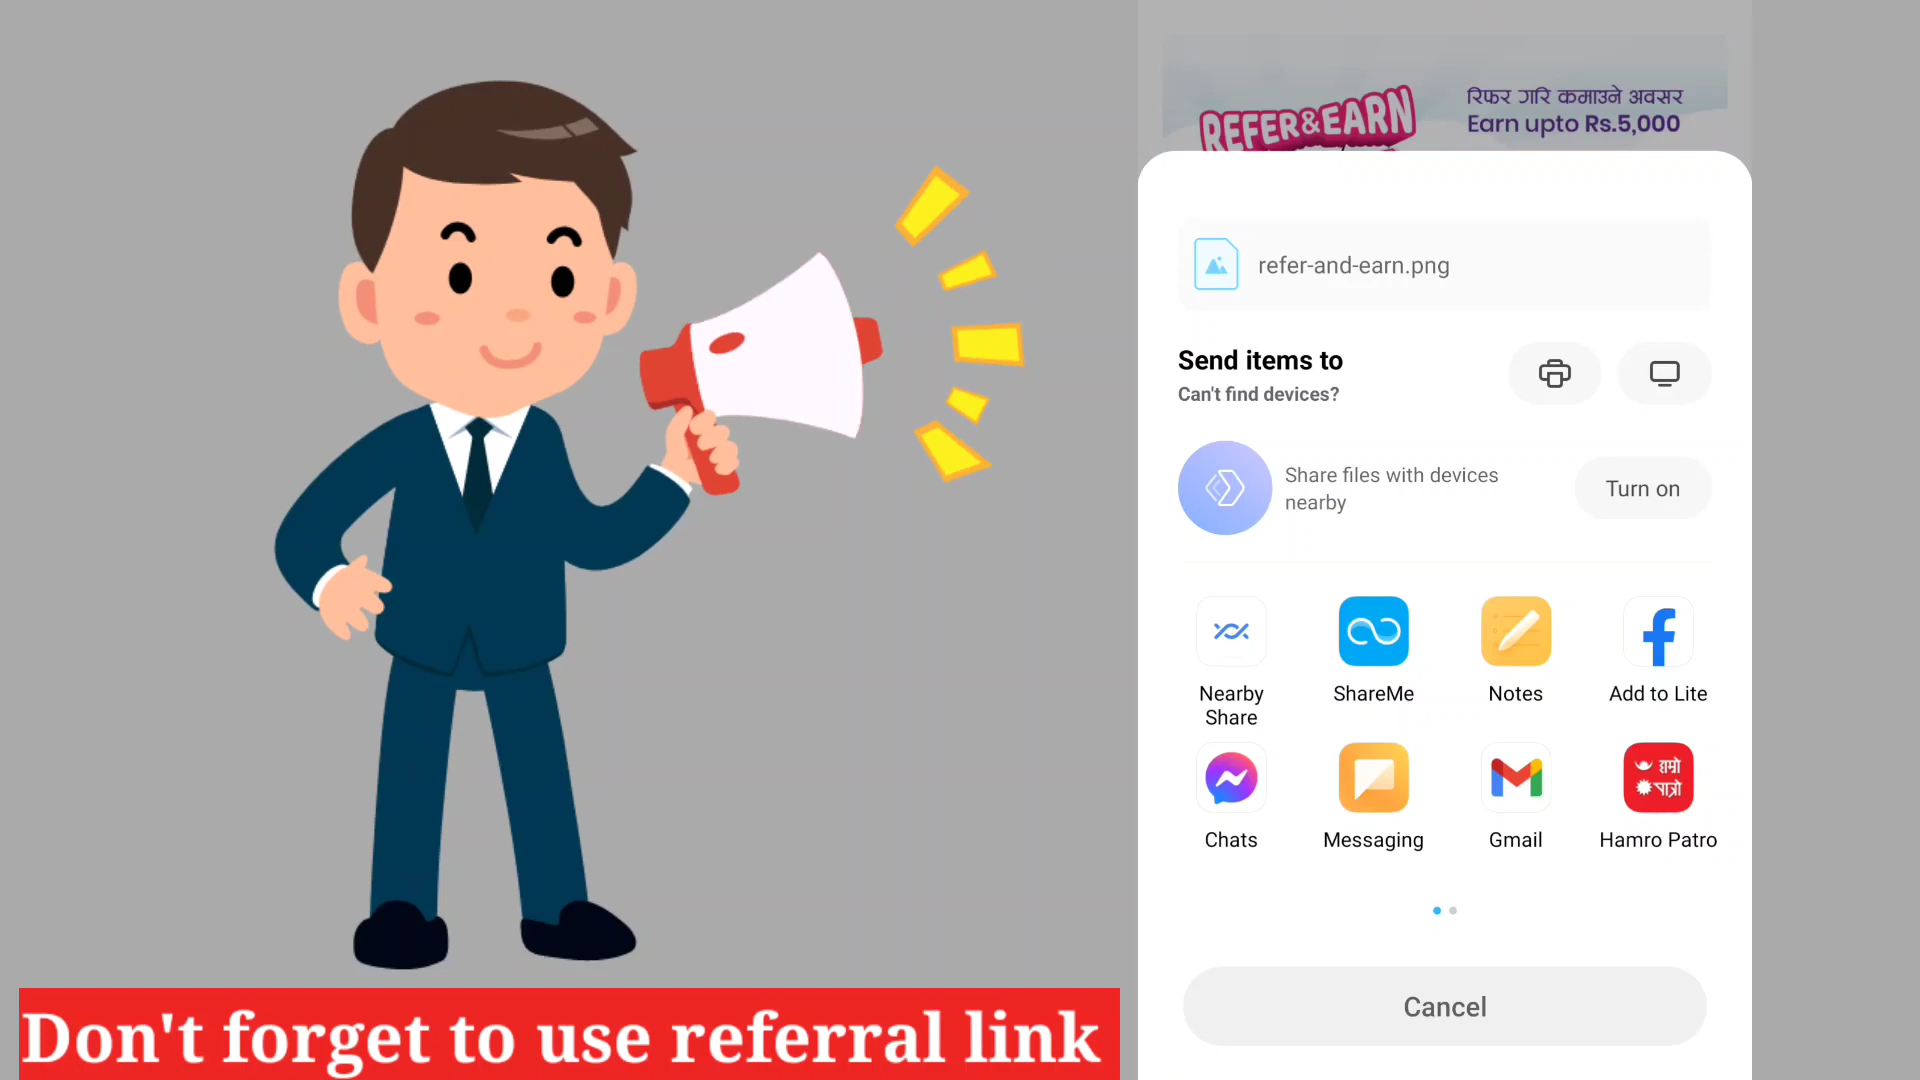 REFER&EARN
रिफर गरि कमाउने अवसर
Earn upto Rs.5,000
refer-and-earn.png
Send items to
Can't find devices?
Share files with devices
nearby
Turn on
Nearby
Share
ShareMe
Notes
Add to Lite
हाम्रो
पात्रो
Chats
Messaging
Gmail
Hamro Patro
Cancel
Don't forget to use referral link